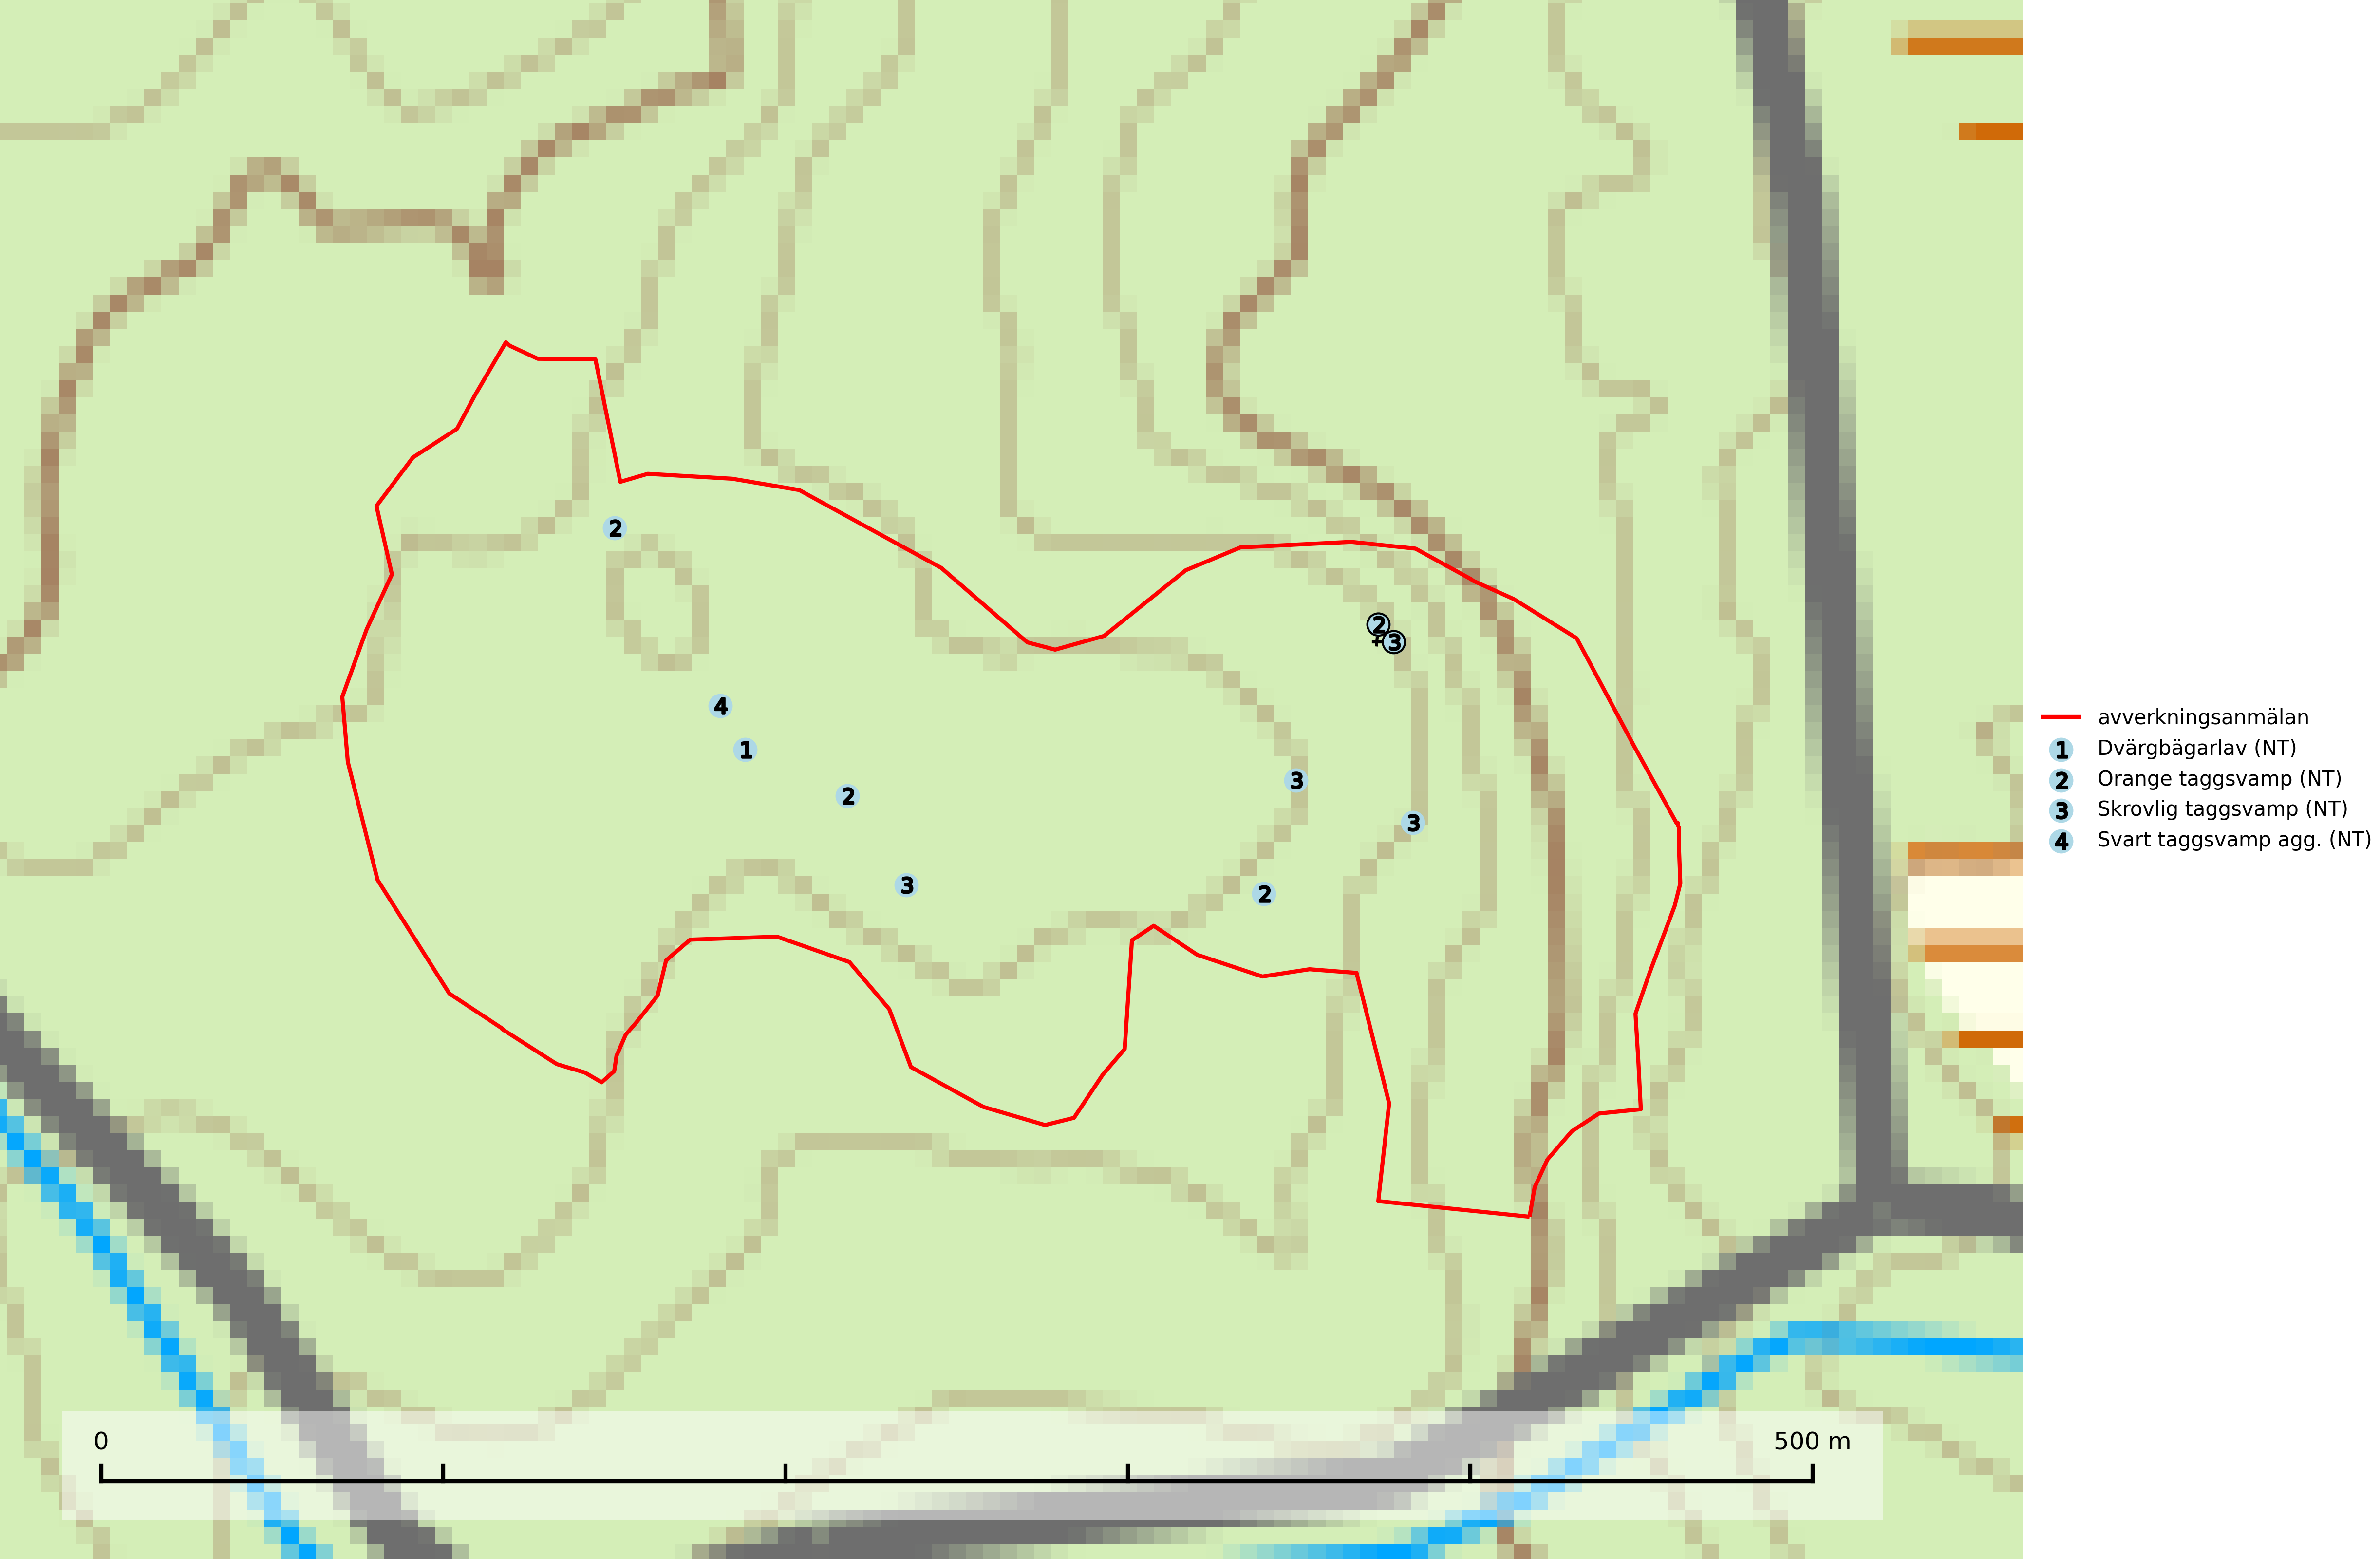 2
2
3
4
1
3
2
3
3
2
avverkningsanmälan
1 Dvärgbägarlav (NT)
2 Orange taggsvamp (NT)
3 Skrovlig taggsvamp (NT)
4 Svart taggsvamp agg. (NT)
0 500 m